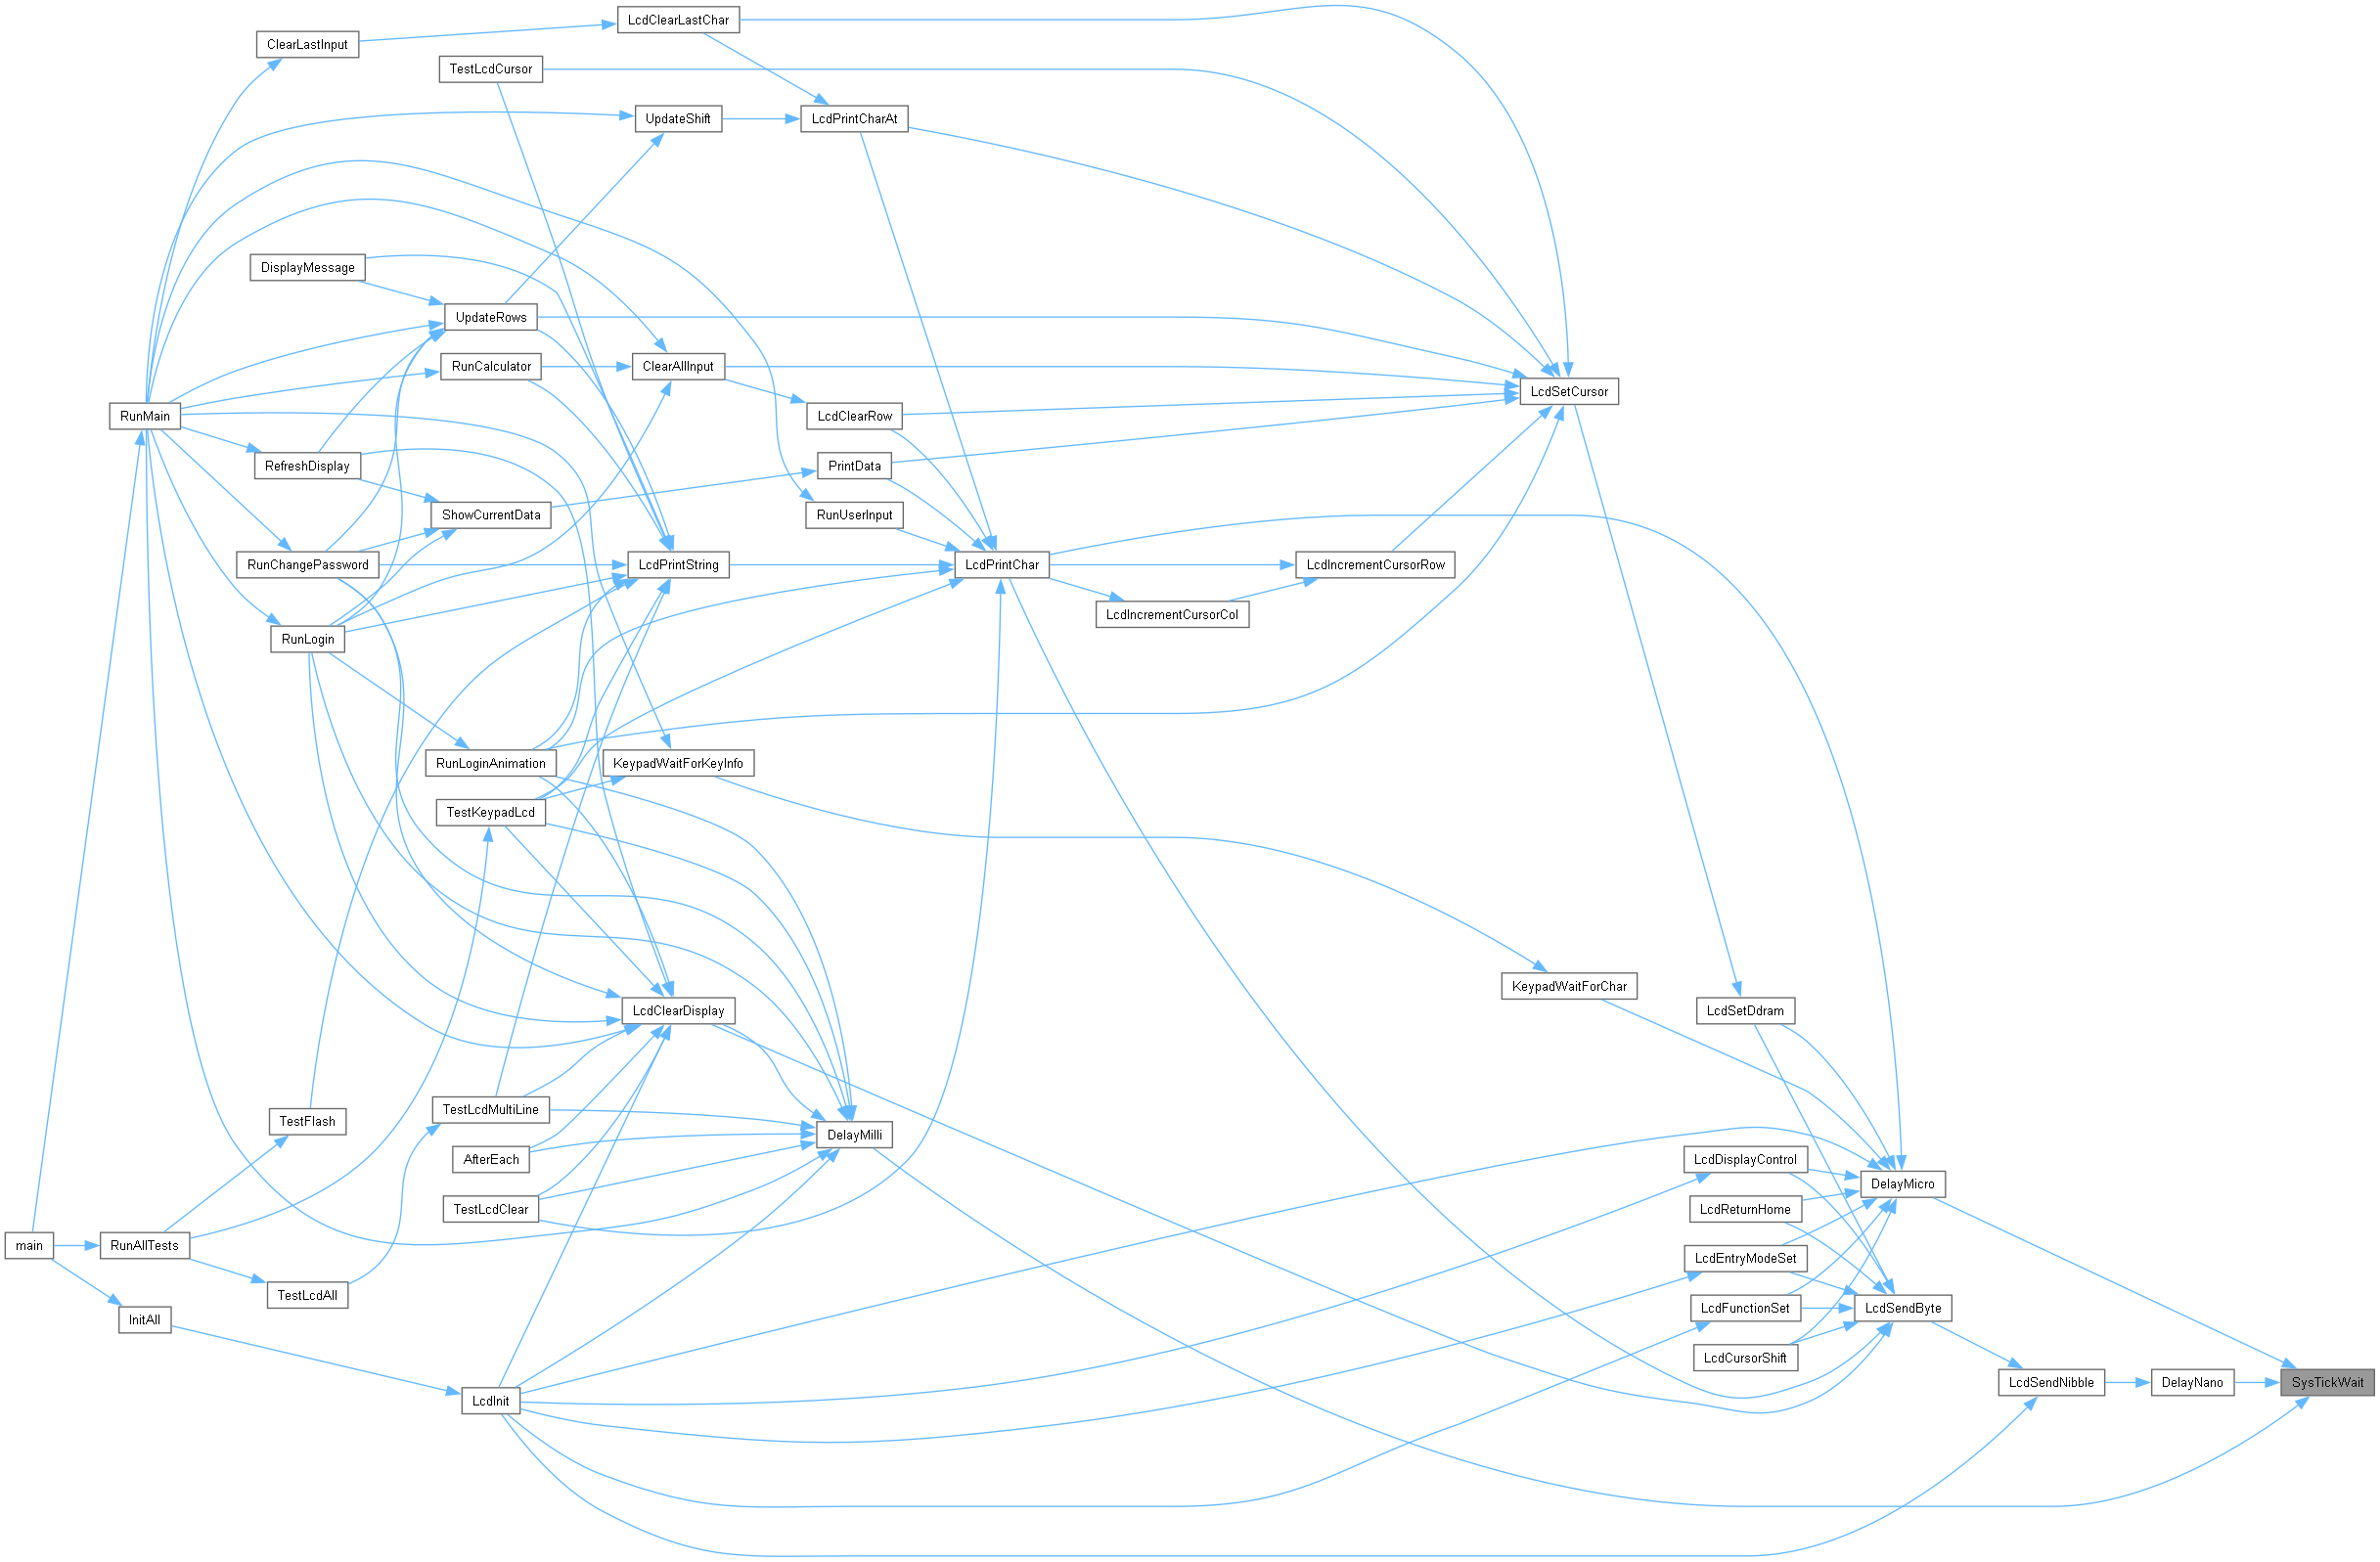 LcdClearLastChar
ClearLastInput
TestLcdCursor
UpdateShift
LcdPrintCharAt
DisplayMessage
UpdateRows
RunCalculator
ClearAllInput
LcdSetCursor
RunMain
LcdClearRow
RefreshDisplay
PrintData
ShowCurrentData
RunUserInput
RunChangePassword
LcdPrintString
LcdPrintChar
LcdIncrementCursorRow
LcdIncrementCursorCol
RunLogin
RunLoginAnimation
KeypadWaitForKeyInfo
TestKeypadLcd
KeypadWaitForChar
LcdClearDisplay
LcdSetDdram
TestLcdMultiLine
TestFlash
DelayMilli
AfterEach
LcdDisplayControl
DelayMicro
TestLcdClear
LcdReturnHome
main
RunAllTests
LcdEntryModeSet
TestLcdAll
LcdFunctionSet
LcdSendByte
InitAll
LcdCursorShift
LcdSendNibble
DelayNano
SysTickWait
LcdInit